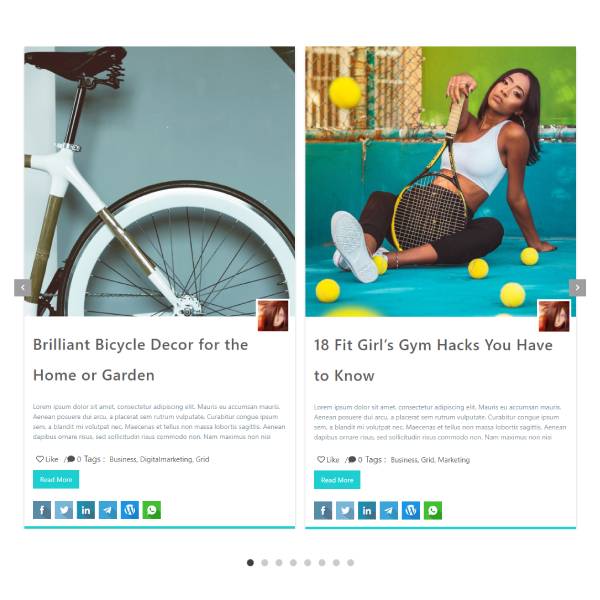 Brilliant Bicycle Decor for the
Home or Garden
Lorem ipsum dolor sit amet, consectetur adipiscing elit. Mauris eu accumsan mauris.
Aenean posuere dui arcu, a placerat sem rutrum vulputate. Curabitur congue ipsum
sem, a blandit mi volutpat nec. Maecenas et tellus non massa lobortis sagittis. Aenean
dapibus ornare risus, sed sollicitudin risus commodo non. Nam maximus non nisi
Like / 0 Tags : Business, Digitalmarketing, Grid
Read More
18 Fit Girl's Gym Hacks You Have
to Know
Lorem ipsum dolor sit amet, consectetur adipiscing elit. Mauris eu accumsan mauris.
Aenean posuere dui arcu, a placerat sem rutrum vulputate. Curabitur congue ipsum
sem, a blandit mi volutpat nec. Maecenas et tellus non massa lobortis sagittis. Aenean
dapibus ornare risus, sed sollicitudin risus commodo non. Nam maximus non nisi
Like / 0 Tags : Business, Grid, Marketing
Read More